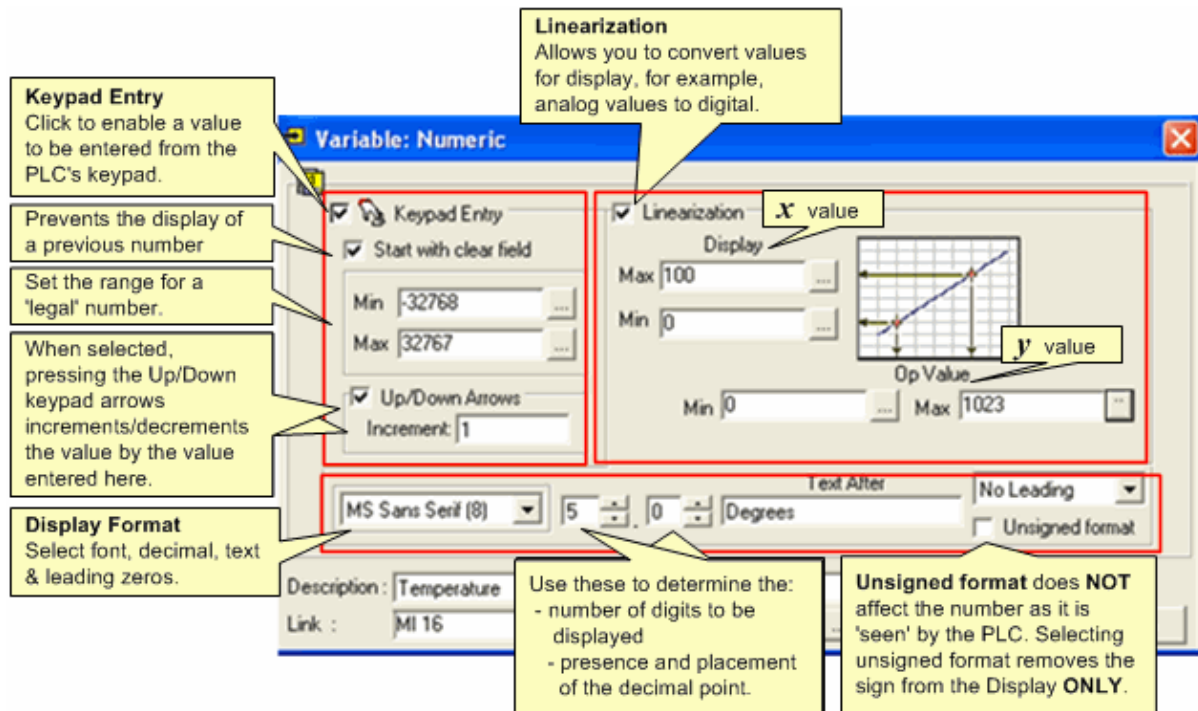 Linearization
Allows you to convert values
for display, for example,
analog values to digital.
Keypad Entry
Click to enable a value
to be entered from the
PLC's keypad.
Prevents the display of
a previous number
Set the range for a
'legal' number.
When selected,
pressing the Up/Down
keypad arrows
increments/decrements
the value by the value
entered here.
Display Format
Select font, decimal, text
& leading zeros.
Variable: Numeric
Keypad Entry
Start with clear field
Min -32768 ...
Max 32767 ...
Up/Down Arrows
Increment: 1
Linearization
x value
Display
Max 100 ...
Min 0 ...
y value
Op Value
Min 0 ... Max 1023 ..
MS Sans Serif (8) 5 . 0
Text After
Degrees
No Leading
Unsigned format
Description : Temperature
Link : MI 16
Use these to determine the:
- number of digits to be
displayed
- presence and placement
of the decimal point.
Unsigned format does NOT
affect the number as it is
'seen' by the PLC. Selecting
unsigned format removes the
sign from the Display ONLY.